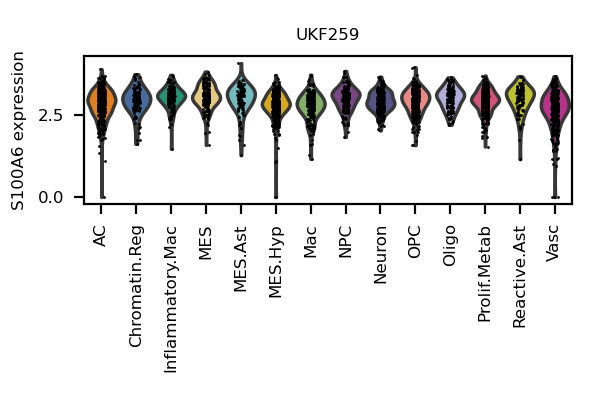 UKF259
S100A6 expression
2.5
0.0
AC
Chromatin.Reg
Inflammatory.Mac
MES
MES.Ast
MES.Hyp
Mac
NPC
Neuron
OPC
Oligo
Prolif.Metab
Reactive.Ast
Vasc